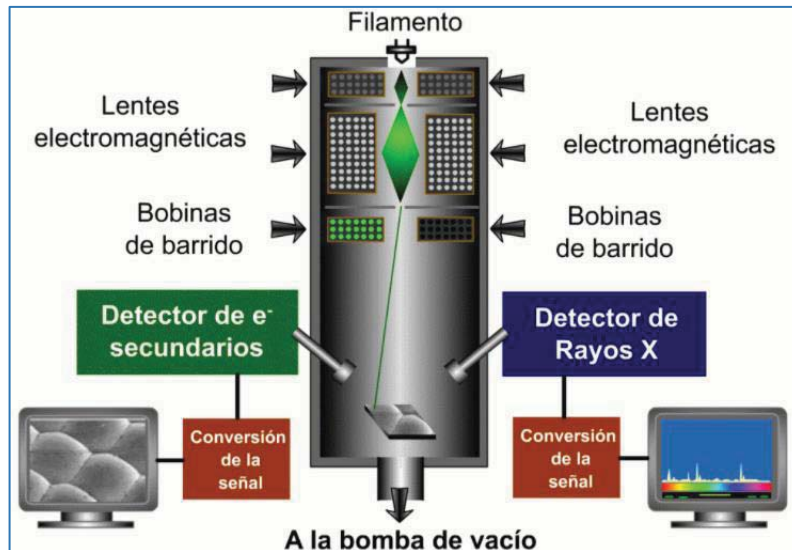 Filamento
Lentes
electromagnéticas
Lentes
electromagnéticas
Bobinas
de barrido
Bobinas
de barrido
Detector de e-
secundarios
Detector de
Rayos X
Conversión
de la
señal
Conversión
de la
señal
A la bomba de vacío